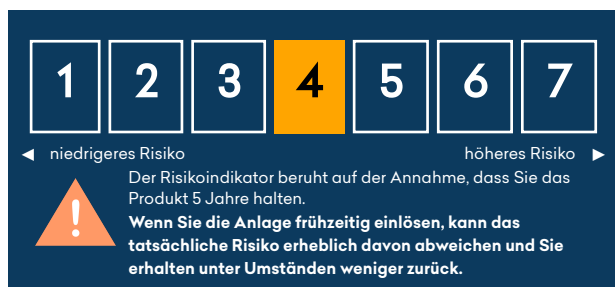 1 2 3 4 5 6 7
◄ niedrigeres Risiko höheres Risiko ►
Der Risikoindikator beruht auf der Annahme, dass Sie das
Produkt 5 Jahre halten.
Wenn Sie die Anlage frühzeitig einlösen, kann das
tatsächliche Risiko erheblich davon abweichen und Sie
erhalten unter Umständen weniger zurück.